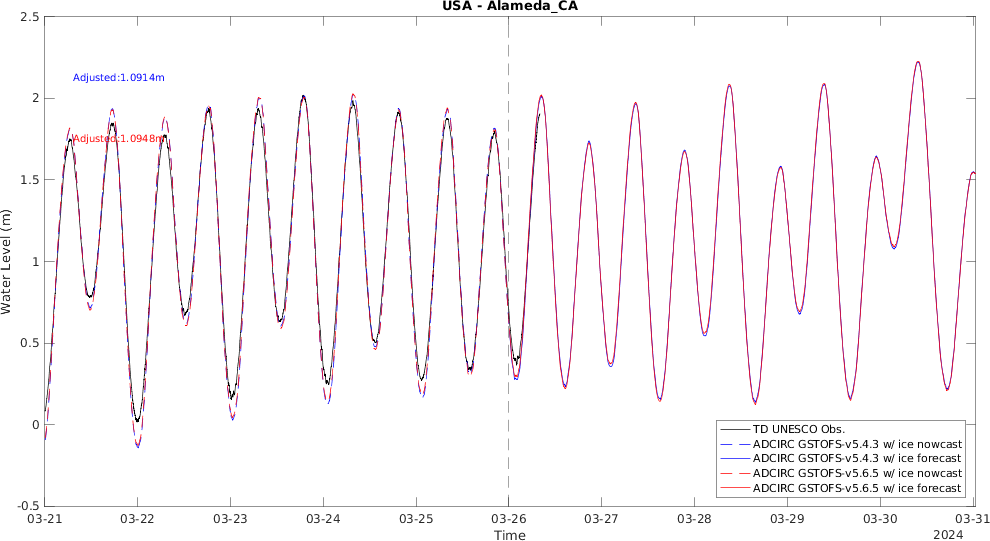 USA - Alameda_CA
2.5
2
1.5
1
0.5
0
-0.5
Water Level (m)
Adjusted:1.0914m
Adjusted:1.0948m
TD UNESCO Obs.
ADCIRC GSTOFS-v5.4.3 w/ ice nowcast
ADCIRC GSTOFS-v5.4.3 w/ ice forecast
ADCIRC GSTOFS-v5.6.5 w/ ice nowcast
ADCIRC GSTOFS-v5.6.5 w/ ice forecast
03-21 03-22 03-23 03-24 03-25 03-26 03-27 03-28 03-29 03-30 03-31
Time
2024